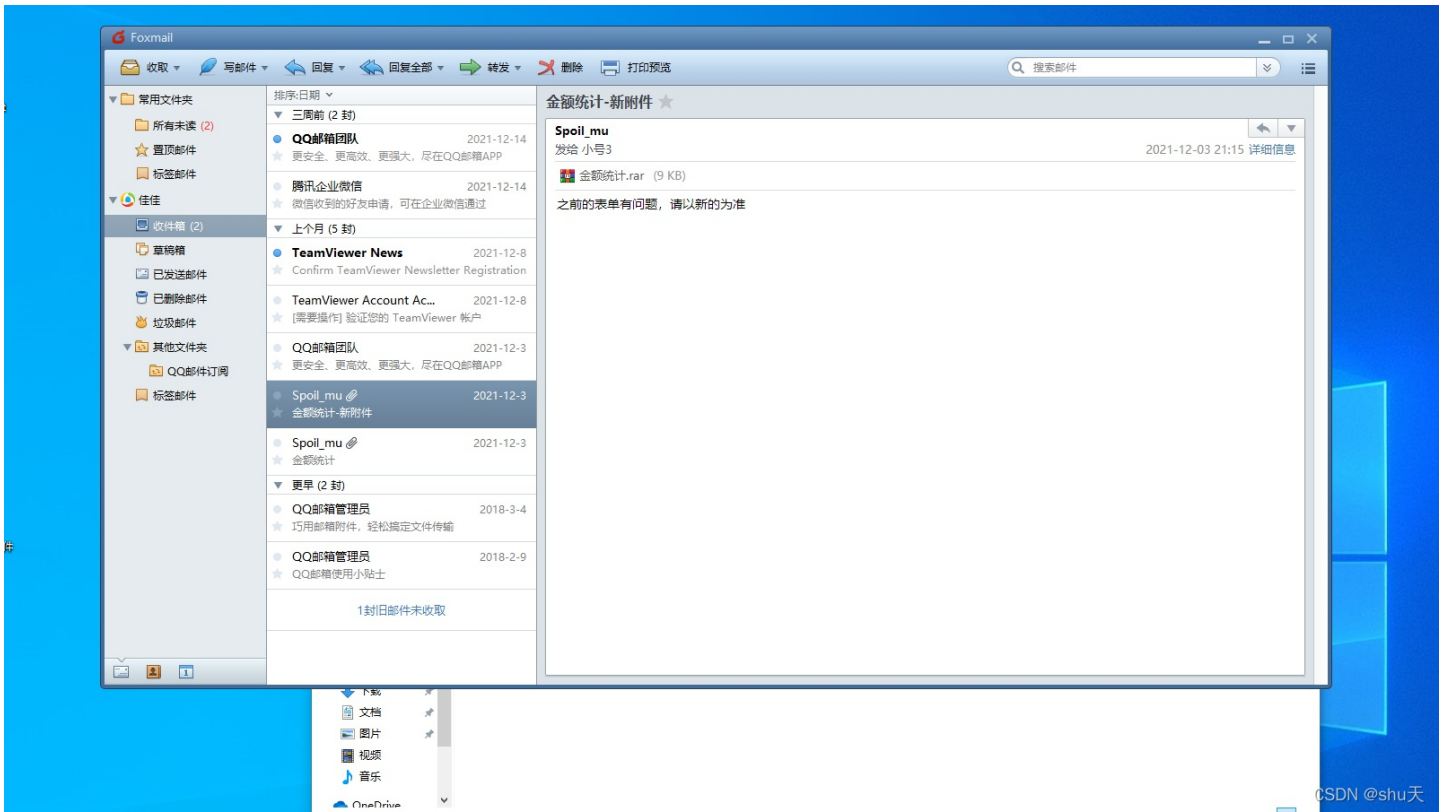 Foxmail
收取 写邮件 回复 回复全部 转发 删除 打印预览 搜索邮件
常用文件夹
所有未读 (2)
置顶邮件
标签邮件
佳佳
收件箱 (2)
草稿箱
已发送邮件
已删除邮件
垃圾邮件
其他文件夹
QQ邮件订阅
标签邮件
排序:日期
三周前 (2 封)
QQ邮箱团队 2021-12-14
更安全、更高效、更强大，尽在QQ邮箱APP
腾讯企业微信 2021-12-14
微信收到的好友申请，可在企业微信通过
上个月 (5 封)
TeamViewer News 2021-12-8
Confirm TeamViewer Newsletter Registration
TeamViewer Account Ac... 2021-12-8
[需要操作] 验证您的 TeamViewer 帐户
QQ邮箱团队 2021-12-3
更安全、更高效、更强大，尽在QQ邮箱APP
Spoil_mu 2021-12-3
金额统计-新附件
Spoil_mu 2021-12-3
金额统计
更早 (2 封)
QQ邮箱管理员 2018-3-4
巧用邮箱附件，轻松搞定文件传输
QQ邮箱管理员 2018-2-9
QQ邮箱使用小贴士
1封旧邮件未收取
金额统计-新附件
Spoil_mu
发给 小号3 2021-12-03 21:15 详细信息
金额统计.rar (9 KB)
之前的表单有问题，请以新的为准
下载
文档
图片
视频
音乐
OneDrive
CSDN @shu天